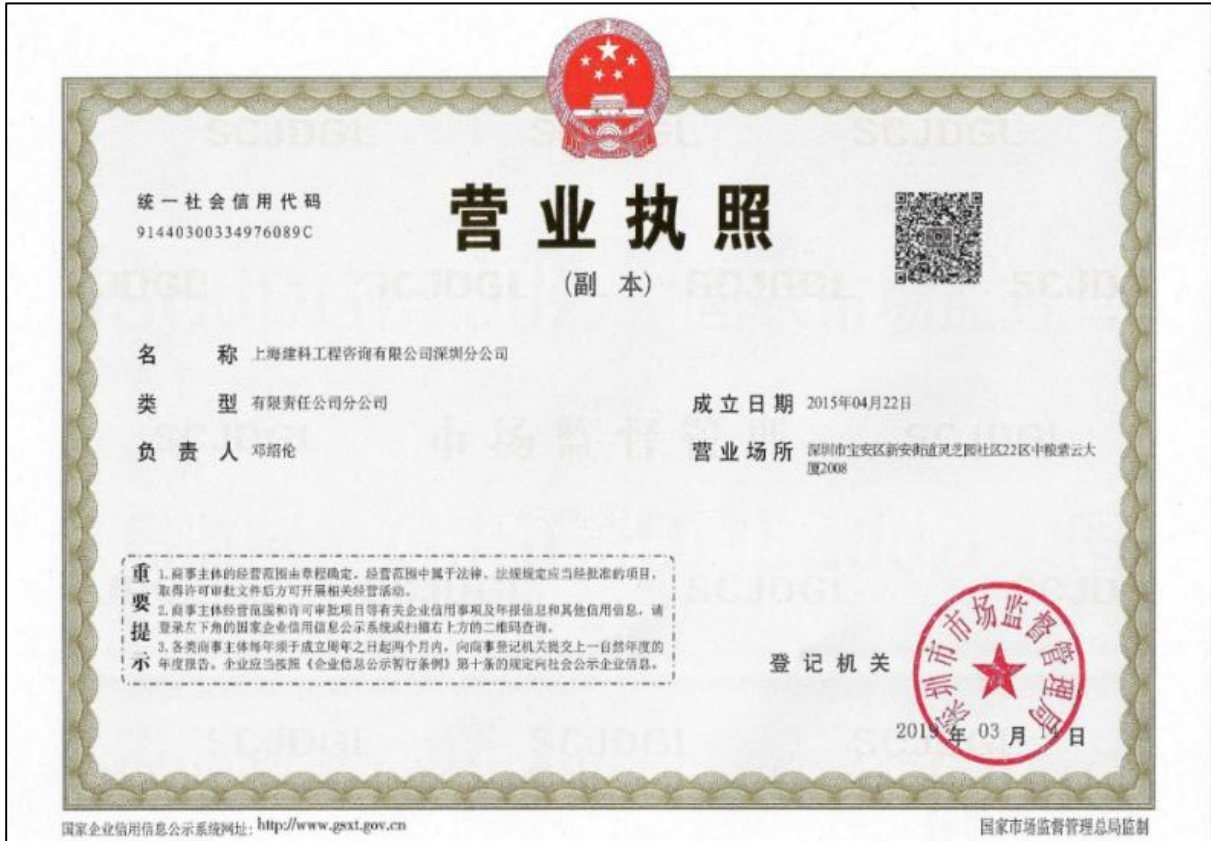 统一社会信用代码
91440300334976089C
营业执照
(副 本)
名 称 上海建科工程咨询有限公司深圳分公司
类 型 有限责任公司分公司
成立日期 2015年04月22日
负责人 邓绍伦
营业场所 深圳市宝安区新安街道灵芝园社区22区中粮紫云大
厦2008
重要提示
1.商事主体的经营范围由章程确定。经营范围中属于法律、法规规定应当经批准的项目,
取得许可审批文件后方可开展相关经营活动。
2.商事主体经营范围和许可审批项目等有关企业信用事项及年报信息和其他信用信息,请
登录左下角的国家企业信用信息公示系统或扫描右上方的二维码查询。
3.各类商事主体每年须于成立周年之日起两个月内,向商事登记机关提交上一自然年度的
年度报告。企业应当按照《企业信息公示暂行条例》第十条的规定向社会公示企业信息。
登记机关
深圳市市场监督管理局
2019年03月14日
国家企业信用信息公示系统网址:http://www.gsxt.gov.cn
国家市场监督管理总局监制
SCJDGL
市场监督管理